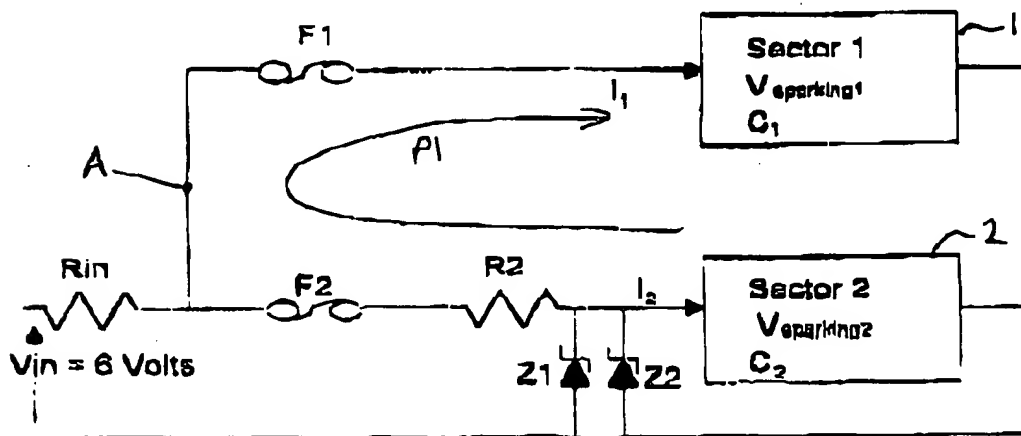 F1
1
Sector 1
Vsparking1
C1
I1
P1
A
2
Rin
F2
R2
I2
Sector 2
Vsparking2
C2
Vin = 6 Volts
Z1
Z2